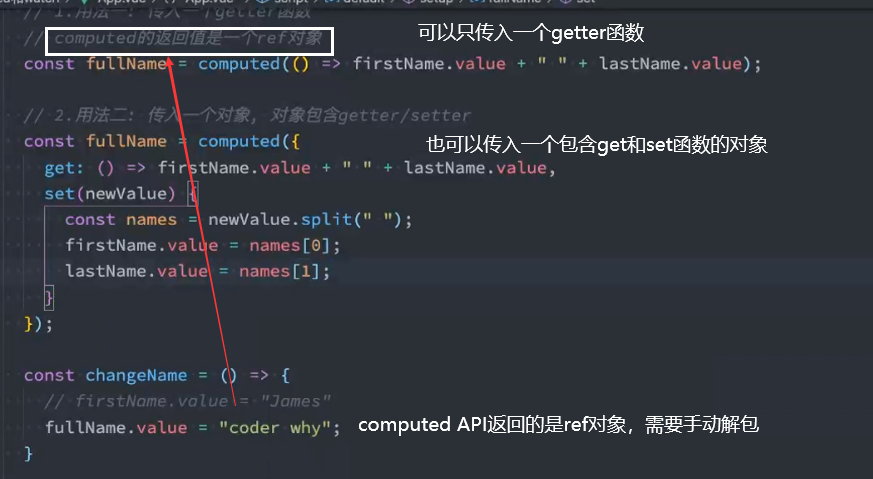 // 1.用法一: 传入一个getter函数
// computed的返回值是一个ref对象
可以只传入一个getter函数
const fullName = computed(() => firstName.value + " " + lastName.value);
// 2.用法二: 传入一个对象, 对象包含getter/setter
const fullName = computed({
也可以传入一个包含get和set函数的对象
get: () => firstName.value + " " + lastName.value,
set(newValue) {
const names = newValue.split(" ");
firstName.value = names[0];
lastName.value = names[1];
}
});
const changeName = () => {
// firstName.value = "James"
fullName.value = "coder why";
computed API返回的是ref对象，需要手动解包
}